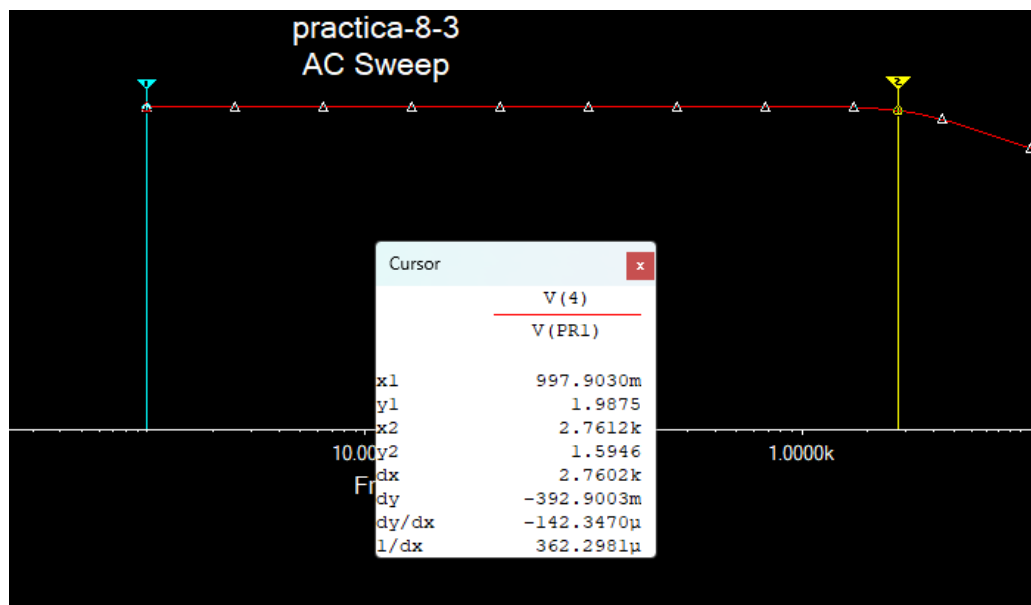 practica-8-3
AC Sweep
1
2
Cursor
x
V(4)
V(PR1)
x1 997.9030m
y1 1.9875
x2 2.7612k
y2 1.5946
dx 2.7602k
dy -392.9003m
dy/dx -142.3470µ
1/dx 362.2981µ
10.00
1.0000k
Fr